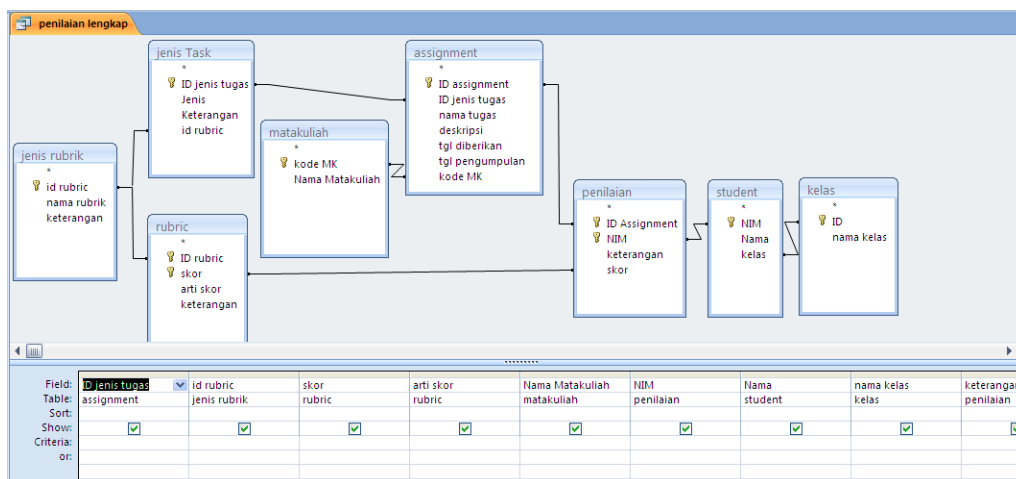 penilaian lengkap
jenis Task
*
ID jenis tugas
Jenis
Keterangan
id rubric
assignment
*
ID assignment
ID jenis tugas
nama tugas
deskripsi
tgl diberikan
tgl pengumpulan
kode MK
matakuliah
*
kode MK
Nama Matakuliah
jenis rubrik
*
id rubric
nama rubrik
keterangan
rubric
*
ID rubric
skor
arti skor
keterangan
penilaian
*
ID Assignment
NIM
keterangan
skor
student
*
NIM
Nama
kelas
kelas
*
ID
nama kelas
Field: ID jenis tugas id rubric skor arti skor Nama Matakuliah NIM Nama nama kelas keterangan
Table: assignment jenis rubrik rubric rubric matakuliah penilaian student kelas penilaian
Sort:
Show:
Criteria:
or: